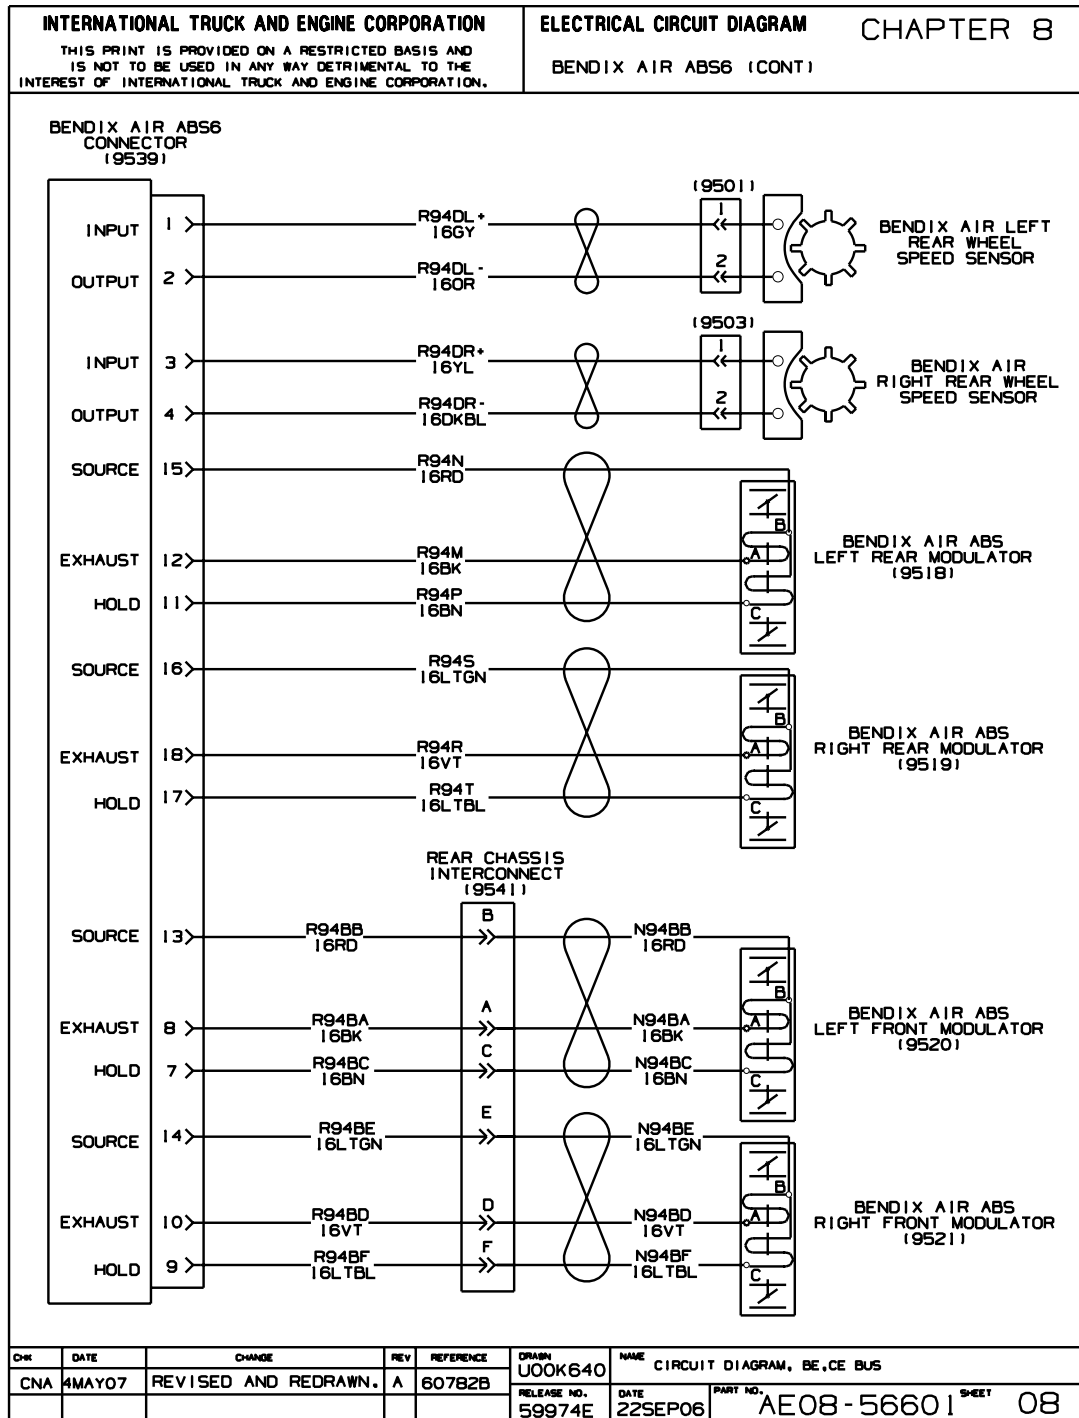 INTERNATIONAL TRUCK AND ENGINE CORPORATION
THIS PRINT IS PROVIDED ON A RESTRICTED BASIS AND
IS NOT TO BE USED IN ANY WAY DETRIMENTAL TO THE
INTEREST OF INTERNATIONAL TRUCK AND ENGINE CORPORATION.
ELECTRICAL CIRCUIT DIAGRAM
CHAPTER 8
BENDIX AIR ABS6 (CONT)
BENDIX AIR ABS6
CONNECTOR
(9539)
(9501)
INPUT 1 R94DL+ 1
16GY
BENDIX AIR LEFT
REAR WHEEL
SPEED SENSOR
OUTPUT 2 R94DL- 2
16OR
(9503)
INPUT 3 R94DR+ 1
16YL
BENDIX AIR
RIGHT REAR WHEEL
SPEED SENSOR
OUTPUT 4 R94DR- 2
16DKBL
SOURCE 15 R94N
16RD
B
EXHAUST 12 R94M A
16BK
BENDIX AIR ABS
LEFT REAR MODULATOR
(9518)
HOLD 11 R94P C
16BN
SOURCE 16 R94S
16LTGN
B
EXHAUST 18 R94R A
16VT
BENDIX AIR ABS
RIGHT REAR MODULATOR
(9519)
HOLD 17 R94T C
16LTBL
REAR CHASSIS
INTERCONNECT
(9541)
SOURCE 13 R94BB B N94BB
16RD 16RD
B
EXHAUST 8 R94BA A N94BA A
16BK 16BK
BENDIX AIR ABS
LEFT FRONT MODULATOR
(9520)
HOLD 7 R94BC C N94BC C
16BN 16BN
SOURCE 14 R94BE E N94BE
16LTGN 16LTGN
B
EXHAUST 10 R94BD D N94BD A
16VT 16VT
BENDIX AIR ABS
RIGHT FRONT MODULATOR
(9521)
HOLD 9 R94BF F N94BF C
16LTBL 16LTBL
CHK DATE CHANGE REV REFERENCE
CNA 4MAY07 REVISED AND REDRAWN. A 60782B
DRAWN
U00K640
NAME CIRCUIT DIAGRAM, BE,CE BUS
RELEASE NO.
59974E
DATE
22SEP06
PART NO. AE08-56601 SHEET 08